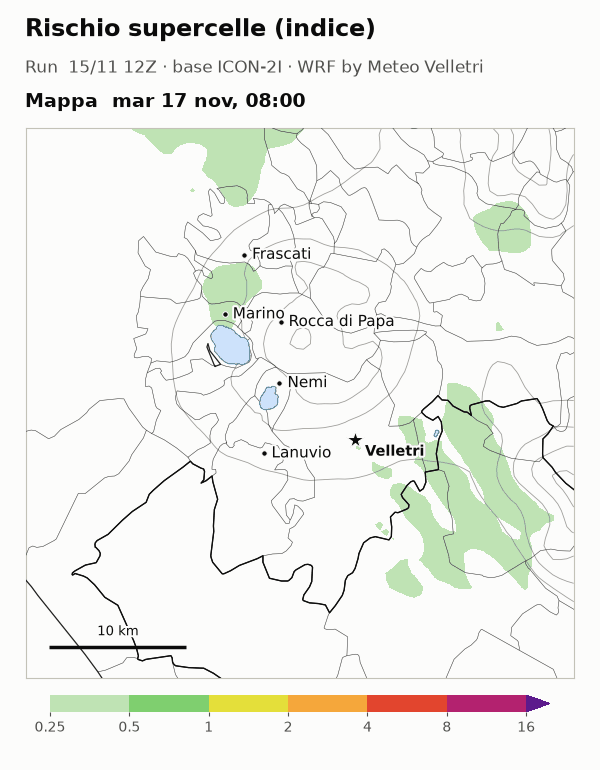 Rischio supercelle (indice)
Run  15/11 12Z · base ICON-2I · WRF by Meteo Velletri
Mappa  mar 17 nov, 08:00
Frascati
Marino
Rocca di Papa
Nemi
Velletri
Lanuvio
10 km
0.25 0.5 1 2 4 8 16